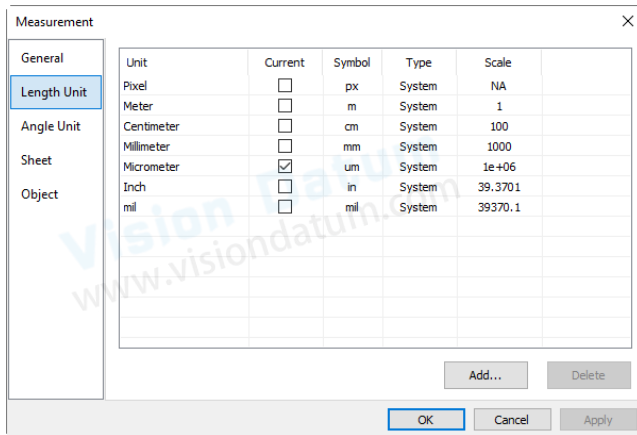 Measurement
General
Length Unit
Angle Unit
Sheet
Object
Unit Current Symbol Type Scale
Pixel px System NA
Meter m System 1
Centimeter cm System 100
Millimeter mm System 1000
Micrometer um System 1e+06
Inch in System 39.3701
mil mil System 39370.1
Vision Datum
www.visiondatum.com
Add... Delete
OK Cancel Apply